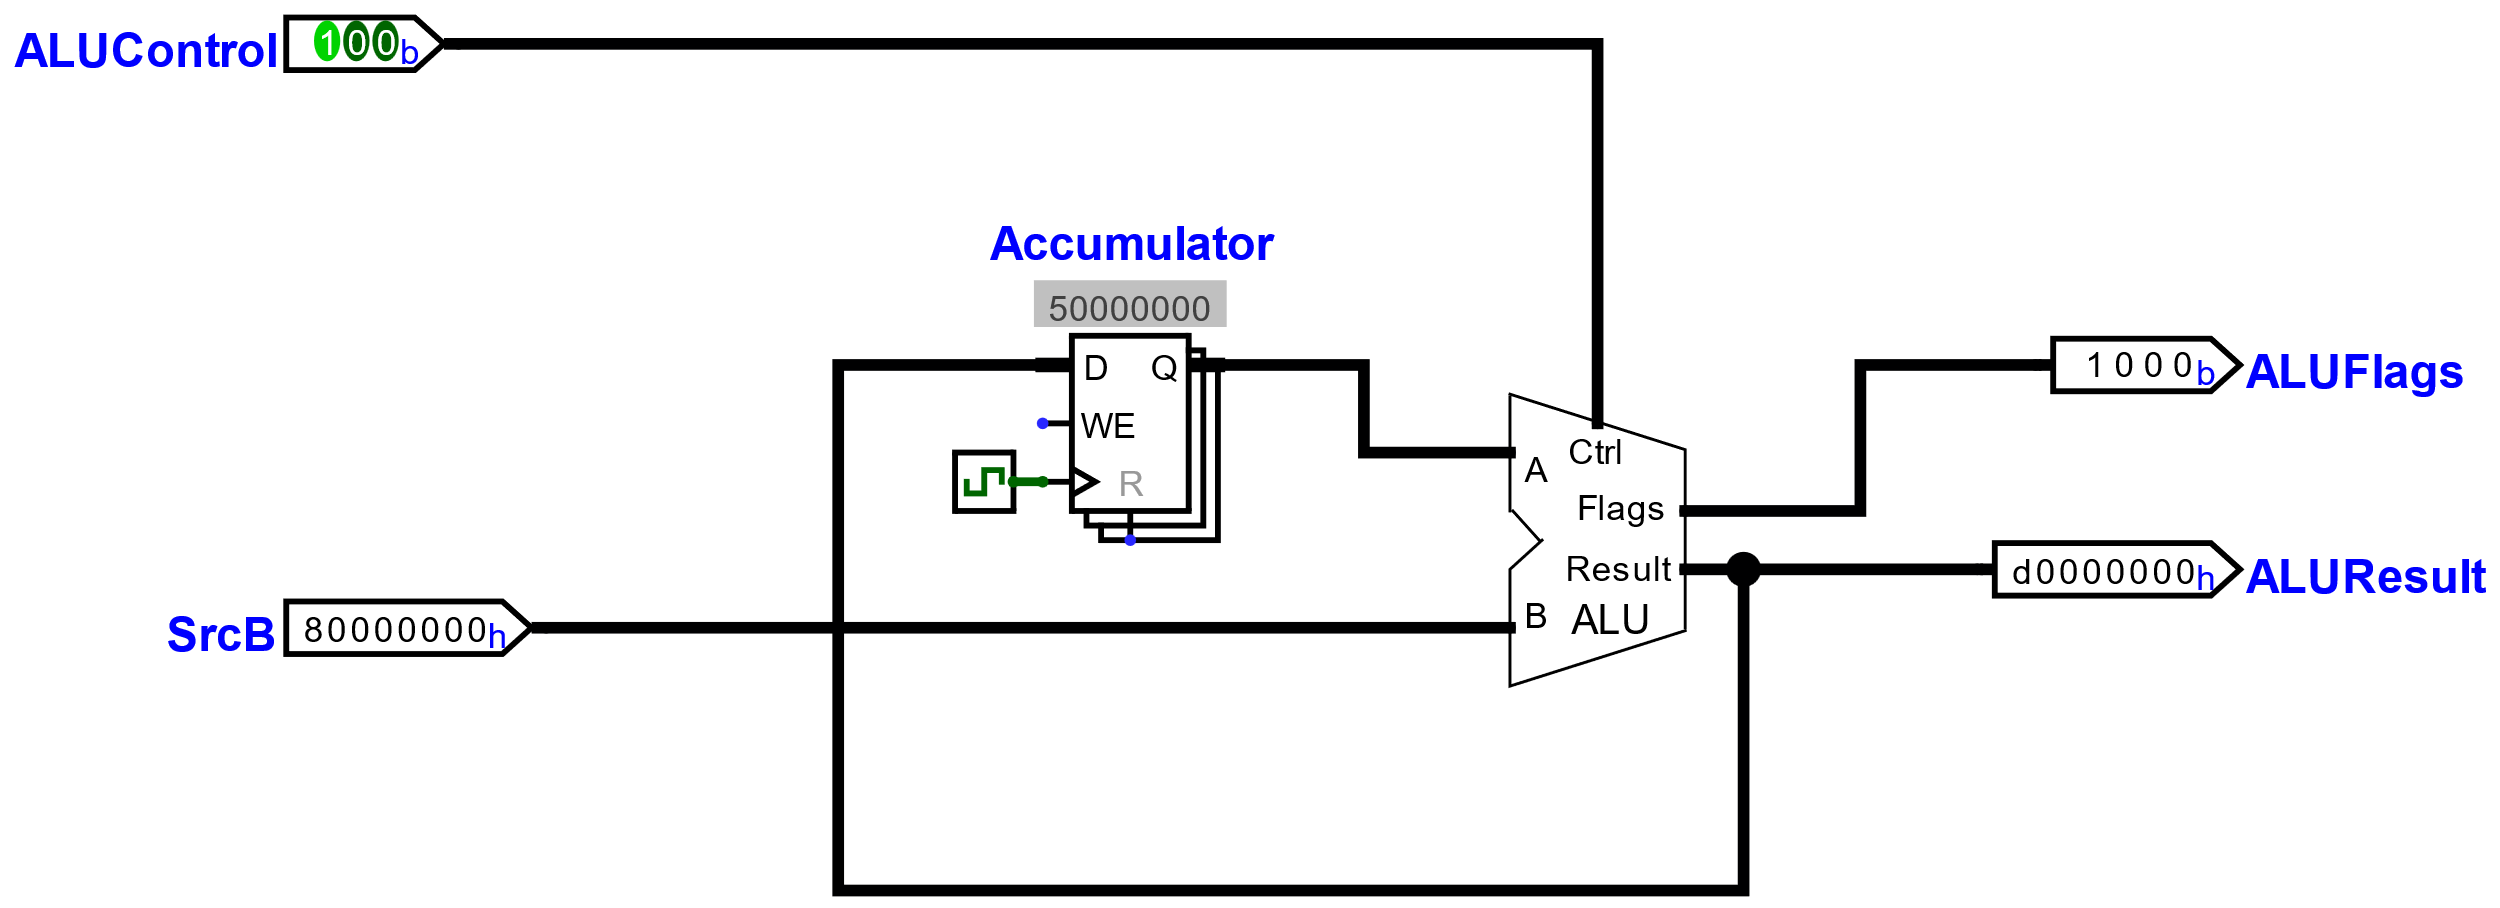 ALUControl 100b
Accumulator
50000000
D Q
WE
R
SrcB 80000000h
Ctrl
A
Flags
Result
B ALU
1000b ALUFlags
d0000000h ALUResult